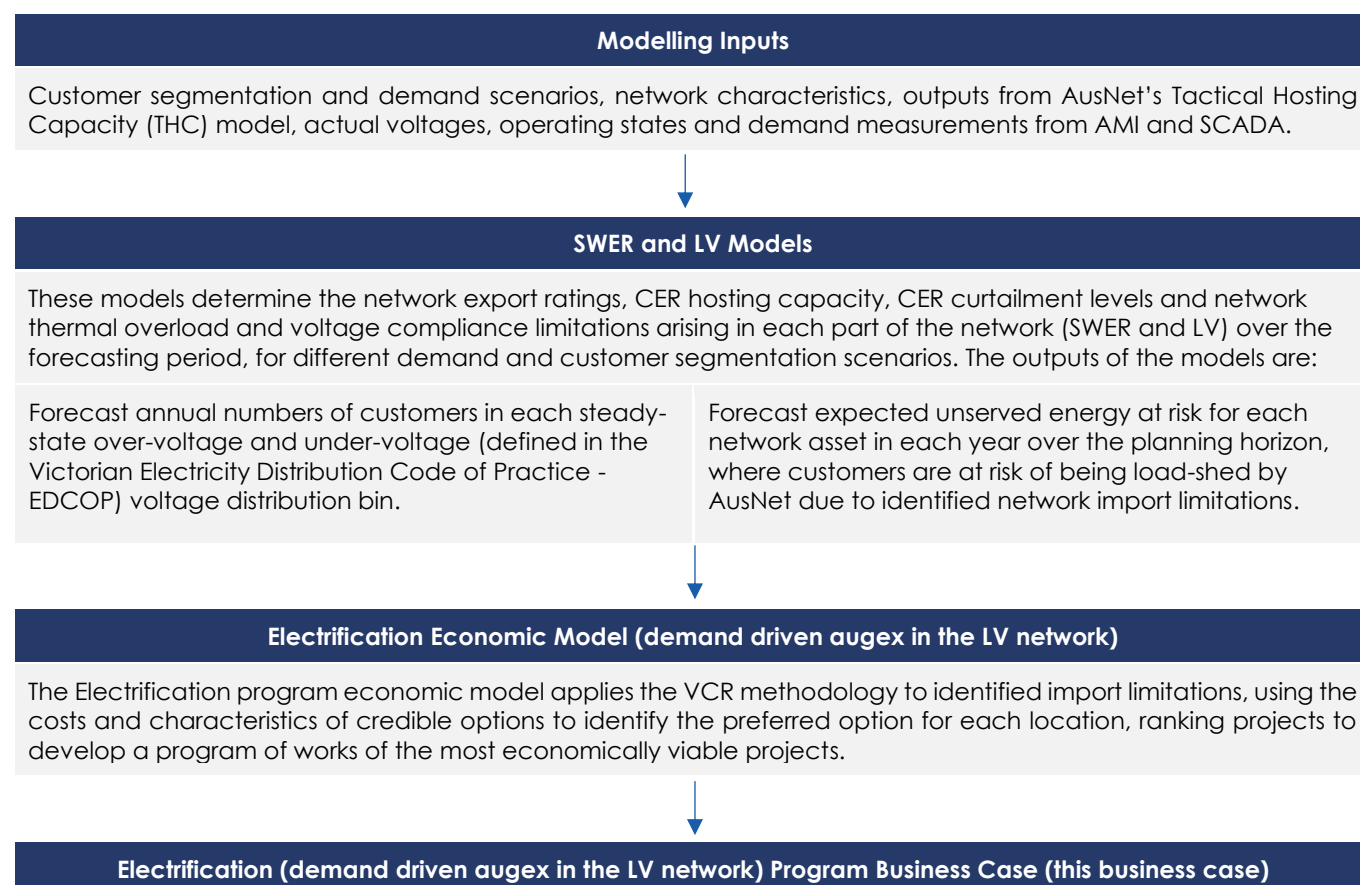 Modelling Inputs
Customer segmentation and demand scenarios, network characteristics, outputs from AusNet's Tactical Hosting
Capacity (THC) model, actual voltages, operating states and demand measurements from AMI and SCADA.
SWER and LV Models
These models determine the network export ratings, CER hosting capacity, CER curtailment levels and network
thermal overload and voltage compliance limitations arising in each part of the network (SWER and LV) over the
forecasting period, for different demand and customer segmentation scenarios. The outputs of the models are:
Forecast annual numbers of customers in each steady-
state over-voltage and under-voltage (defined in the
Victorian Electricity Distribution Code of Practice -
EDCOP) voltage distribution bin.
Forecast expected unserved energy at risk for each
network asset in each year over the planning horizon,
where customers are at risk of being load-shed by
AusNet due to identified network import limitations.
Electrification Economic Model (demand driven augex in the LV network)
The Electrification program economic model applies the VCR methodology to identified import limitations, using the
costs and characteristics of credible options to identify the preferred option for each location, ranking projects to
develop a program of works of the most economically viable projects.
Electrification (demand driven augex in the LV network) Program Business Case (this business case)